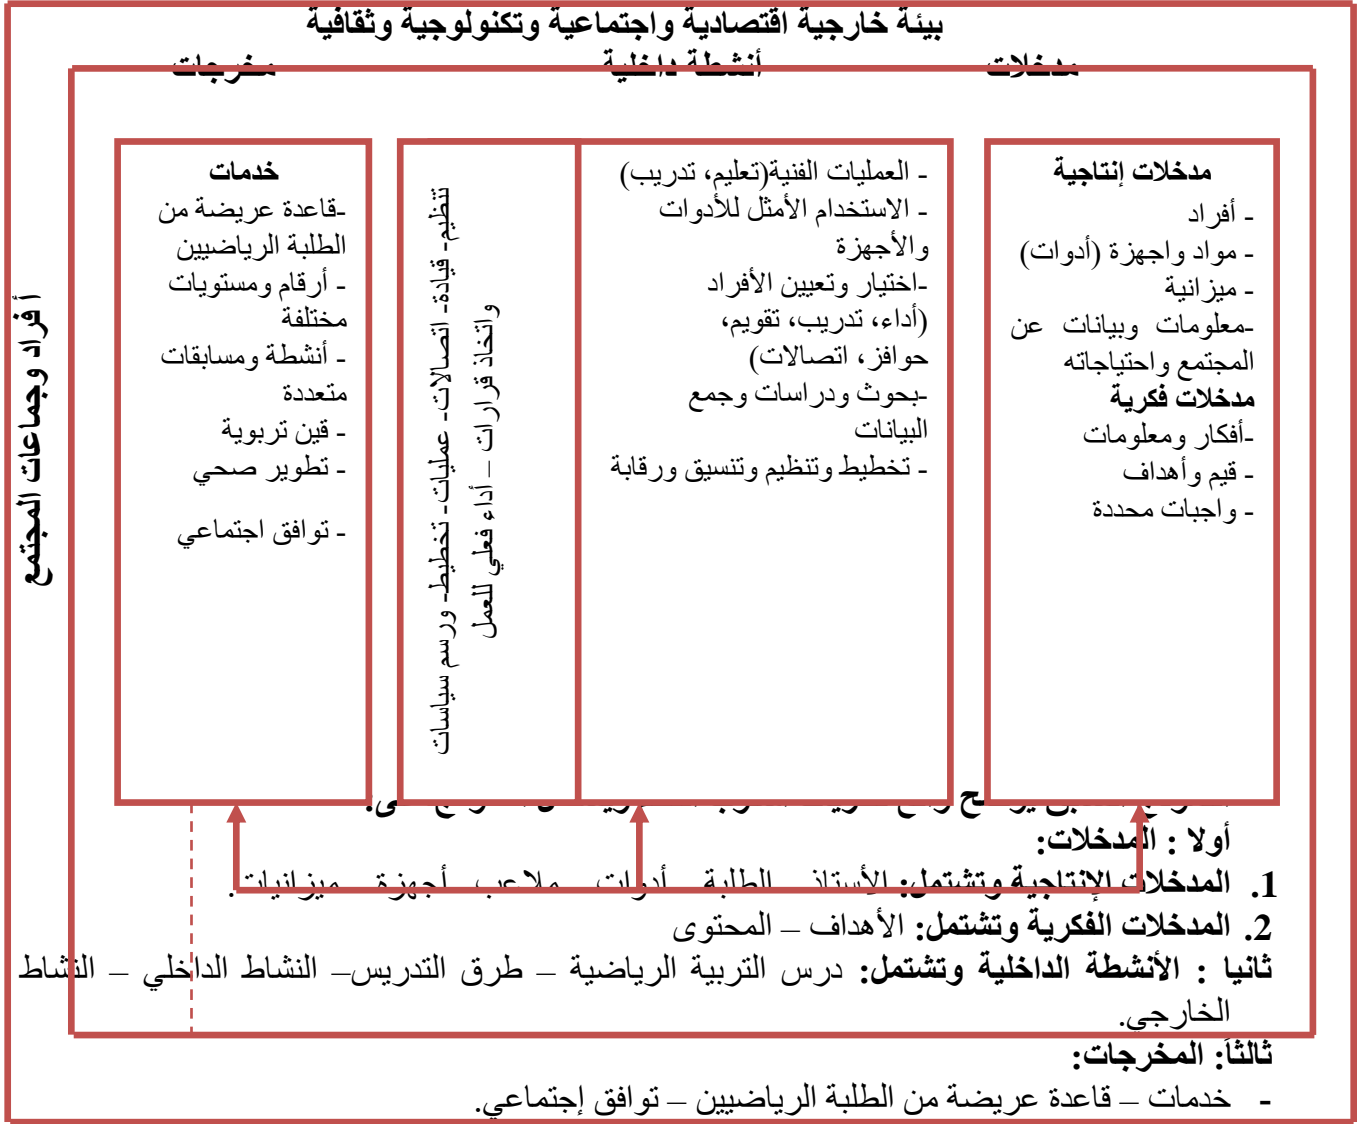 بيئة خارجية اقتصادية واجتماعية وتكنولوجية وثقافية
مدخلات أنشطة داخلية مخرجات
مدخلات إنتاجية
- أفراد
- مواد واجهزة (أدوات)
- ميزانية
-معلومات وبيانات عن
المجتمع واحتياجاته
مدخلات فكرية
-أفكار ومعلومات
- قيم وأهداف
- واجبات محددة
- العمليات الفنية(تعليم، تدريب)
- الاستخدام الأمثل للأدوات
والأجهزة
-اختيار وتعيين الأفراد
(أداء، تدريب، تقويم،
حوافز، اتصالات)
-بحوث ودراسات وجمع
البيانات
- تخطيط وتنظيم وتنسيق ورقابة
تنظيم- قيادة- اتصالات- عمليات- تخطيط- ورسم سياسات
واتخاذ قرارات – أداء فعلي للعمل
خدمات
-قاعدة عريضة من
الطلبة الرياضيين
- أرقام ومستويات
مختلفة
- أنشطة ومسابقات
متعددة
- قين تربوية
- تطوير صحي
- توافق اجتماعي
أفراد وجماعات المجتمع
أولا : المدخلات:
1. المدخلات الإنتاجية وتشتمل: الأستاذ الطلبة أدوات ملاعب أجهزة ميزانيات.
2. المدخلات الفكرية وتشتمل: الأهداف – المحتوى
ثانيا : الأنشطة الداخلية وتشتمل: درس التربية الرياضية – طرق التدريس– النشاط الداخلي – النشاط
الخارجي.
ثالثاً: المخرجات:
- خدمات – قاعدة عريضة من الطلبة الرياضيين – توافق إجتماعي.